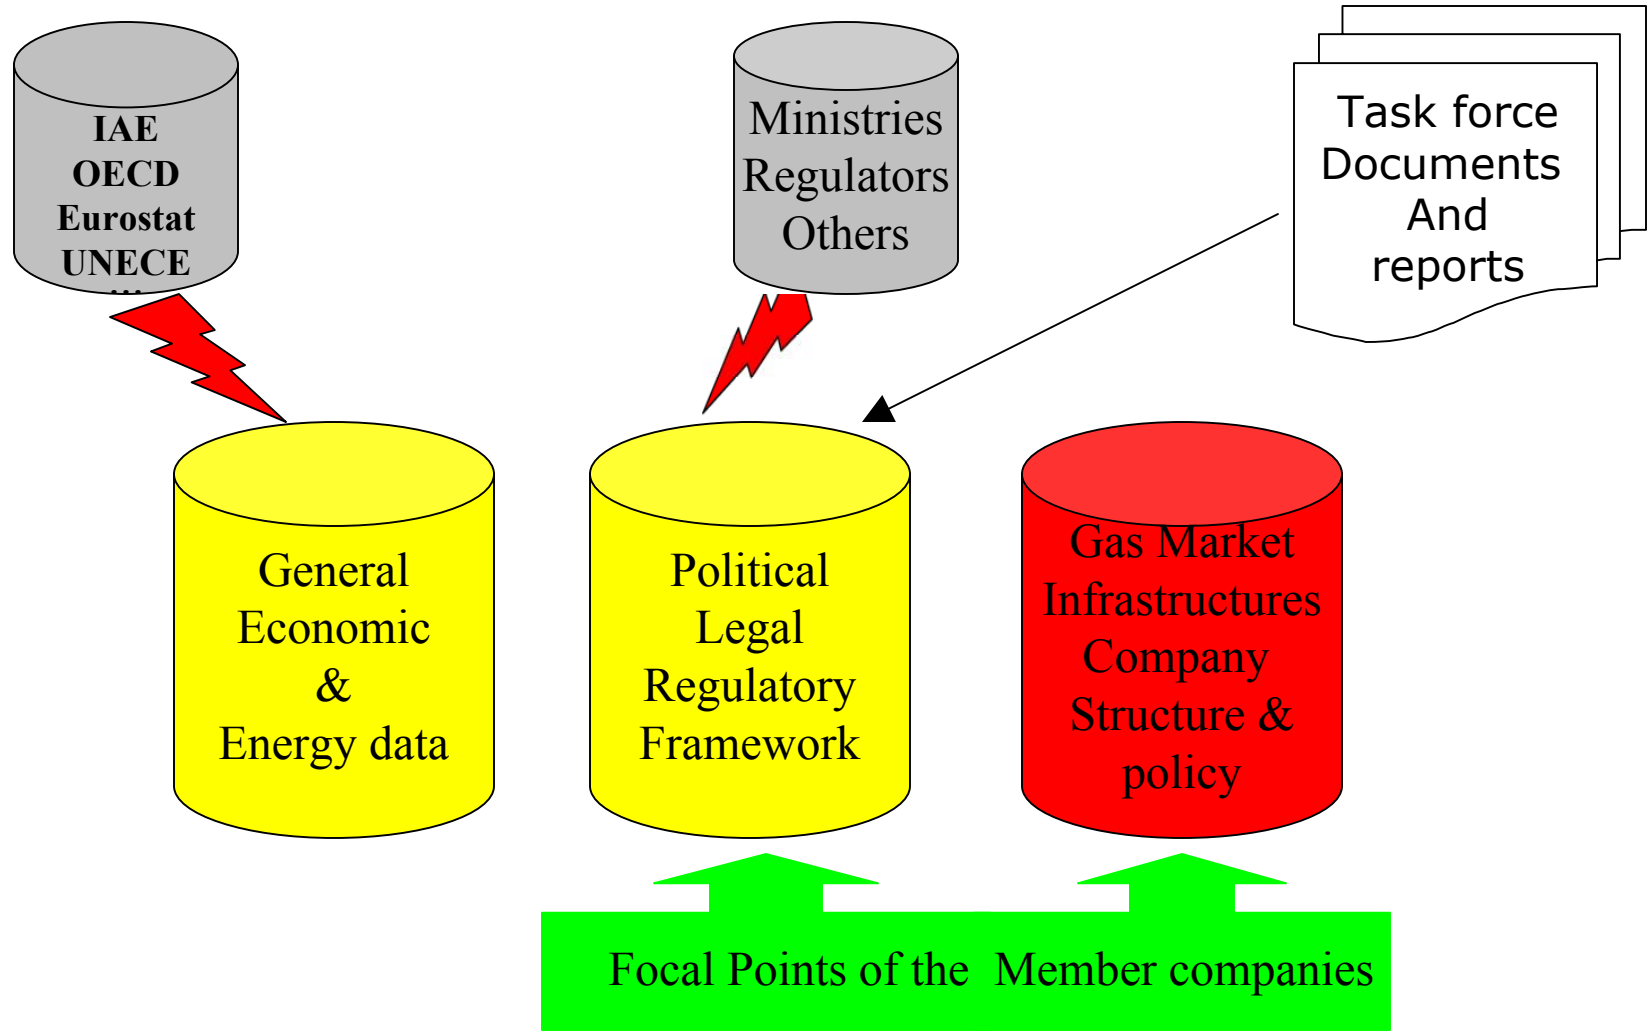 IAE
OECD
Eurostat
UNECE
...
Ministries
Regulators
Others
Task force
Documents
And
reports
General
Economic
&
Energy data
Political
Legal
Regulatory
Framework
Gas Market
Infrastructures
Company
Structure &
policy
Focal Points of the Member companies